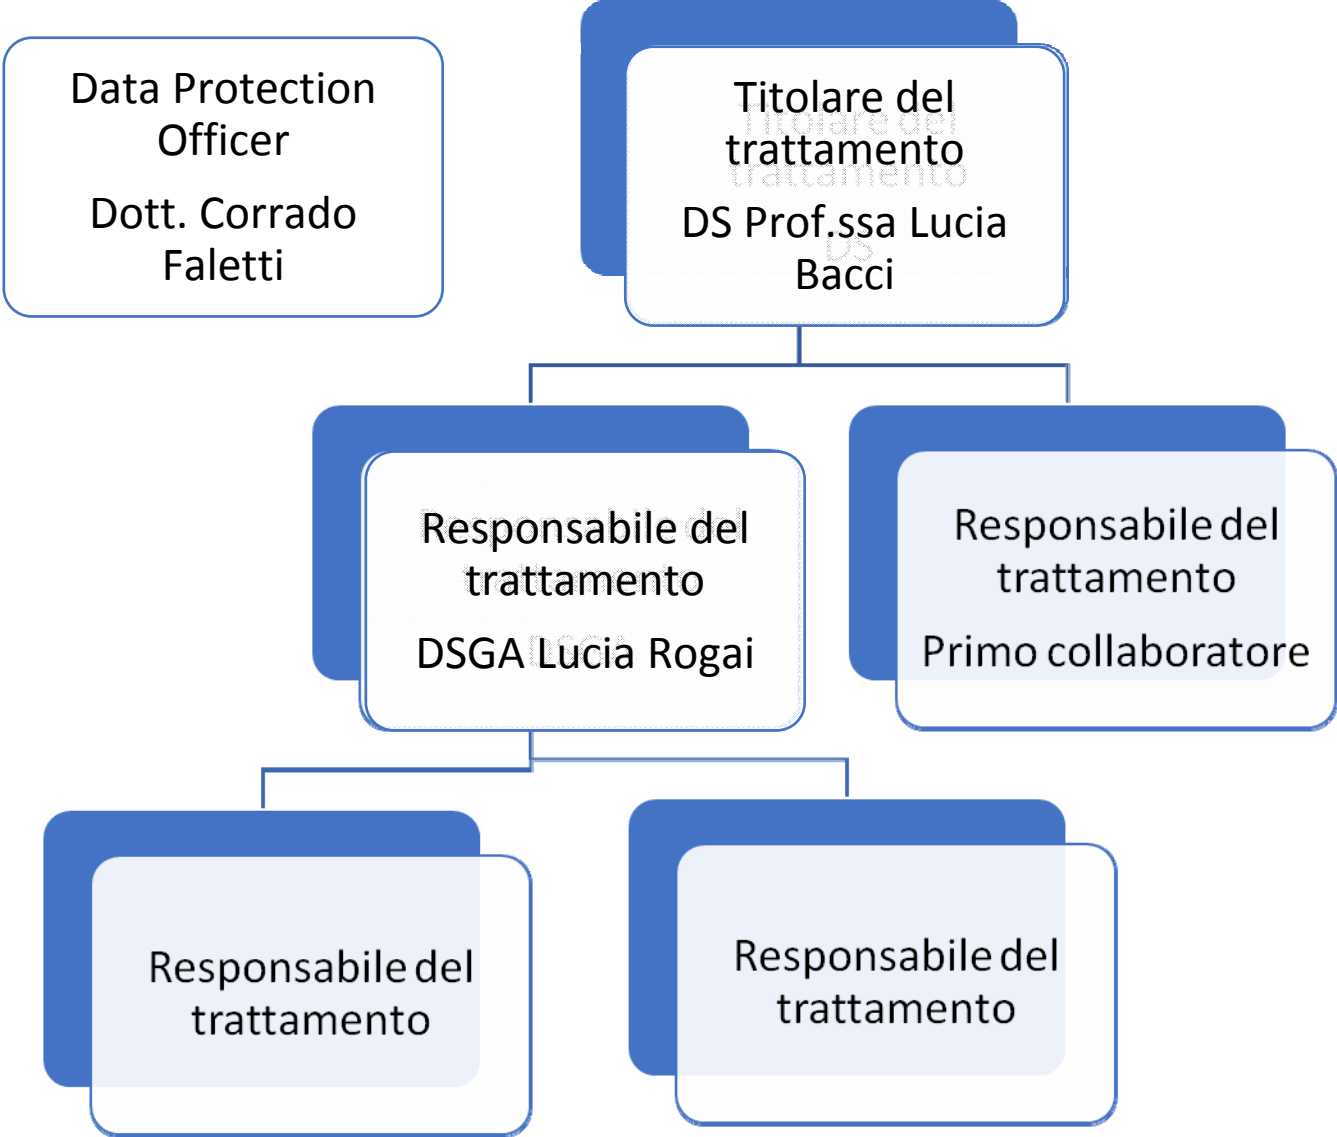 Data Protection
Officer
Dott. Corrado
Faletti
Titolare del
trattamento
DS Prof.ssa Lucia
Bacci
Responsabile del
trattamento
DSGA Lucia Rogai
Responsabile del
trattamento
Primo collaboratore
Responsabile del
trattamento
Responsabile del
trattamento